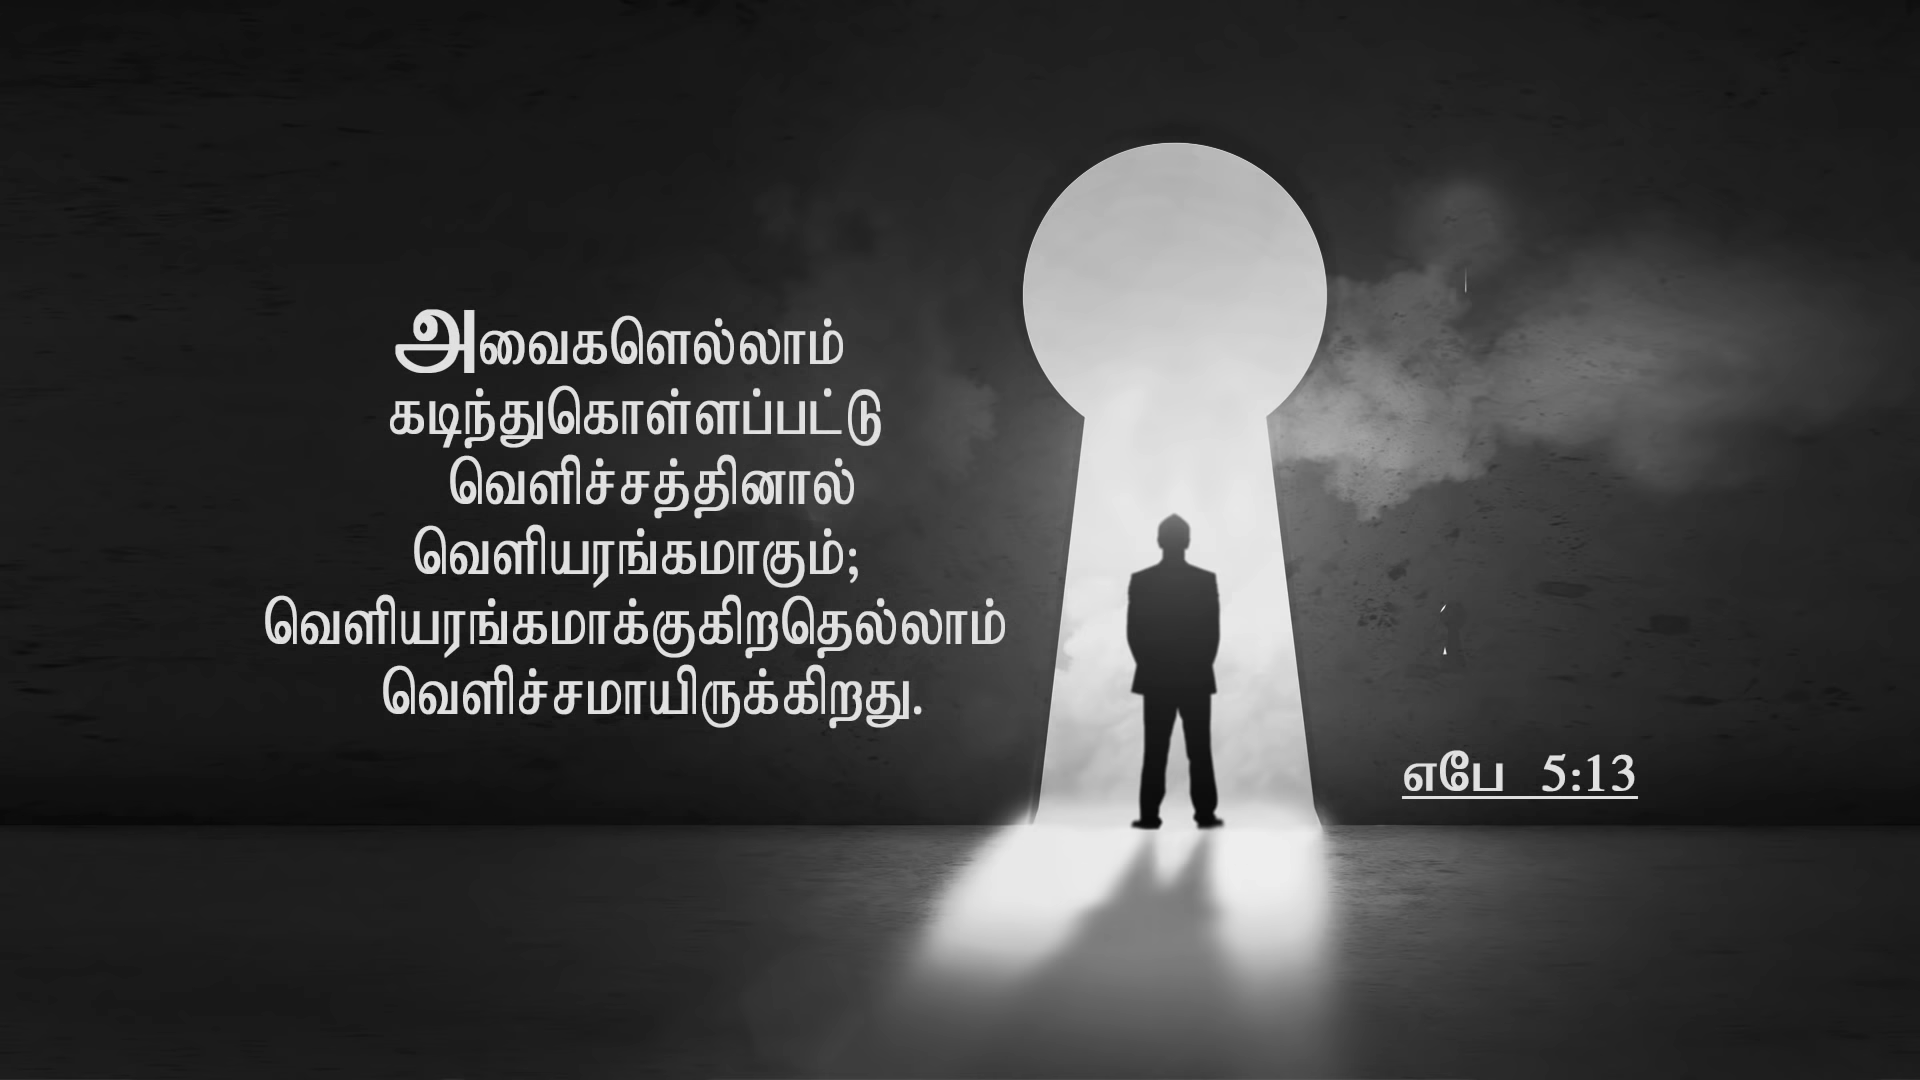 அவைகளெல்லாம்
கடிந்துகொள்ளப்பட்டு
வெளிச்சத்தினால்
வெளியரங்கமாகும்;
வெளியரங்கமாக்குகிறதெல்லாம்
வெளிச்சமாயிருக்கிறது.
எபே 5:13